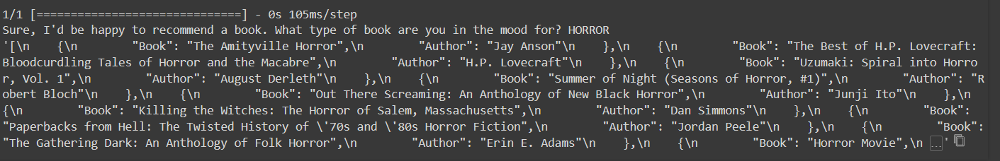 1/1 [==============================] - 0s 105ms/step
Sure, I'd be happy to recommend a book. What type of book are you in the mood for? HORROR
'[\n    {\n        "Book": "The Amityville Horror",\n        "Author": "Jay Anson"\n    },\n    {\n        "Book": "The Best of H.P. Lovecraft:
Bloodcurdling Tales of Horror and the Macabre",\n        "Author": "H.P. Lovecraft"\n    },\n    {\n        "Book": "Uzumaki: Spiral into Horro
r, Vol. 1",\n        "Author": "August Derleth"\n    },\n    {\n        "Book": "Summer of Night (Seasons of Horror, #1)",\n        "Author": "R
obert Bloch"\n    },\n    {\n        "Book": "Out There Screaming: An Anthology of New Black Horror",\n        "Author": "Junji Ito"\n    },\n
{\n        "Book": "Killing the Witches: The Horror of Salem, Massachusetts",\n        "Author": "Dan Simmons"\n    },\n    {\n        "Book":
"Paperbacks from Hell: The Twisted History of \'70s and \'80s Horror Fiction",\n        "Author": "Jordan Peele"\n    },\n    {\n        "Book":
"The Gathering Dark: An Anthology of Folk Horror",\n        "Author": "Erin E. Adams"\n    },\n    {\n        "Book": "Horror Movie",\n ...'